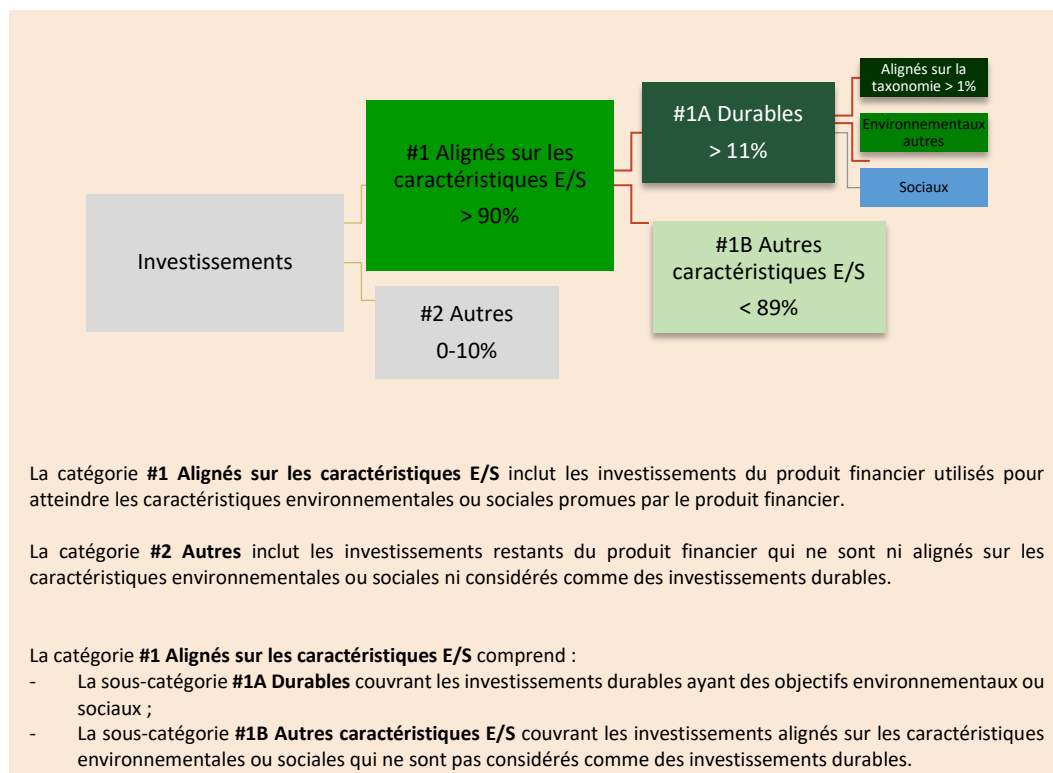 Investissements
#1 Alignés sur les
caractéristiques E/S
> 90%
#2 Autres
0-10%
#1A Durables
> 11%
#1B Autres
caractéristiques E/S
< 89%
Alignés sur la
taxonomie > 1%
Environnementaux
autres
Sociaux
La catégorie #1 Alignés sur les caractéristiques E/S inclut les investissements du produit financier utilisés pour
atteindre les caractéristiques environnementales ou sociales promues par le produit financier.
La catégorie #2 Autres inclut les investissements restants du produit financier qui ne sont ni alignés sur les
caractéristiques environnementales ou sociales ni considérés comme des investissements durables.
La catégorie #1 Alignés sur les caractéristiques E/S comprend :
- La sous-catégorie #1A Durables couvrant les investissements durables ayant des objectifs environnementaux ou
sociaux ;
- La sous-catégorie #1B Autres caractéristiques E/S couvrant les investissements alignés sur les caractéristiques
environnementales ou sociales qui ne sont pas considérés comme des investissements durables.